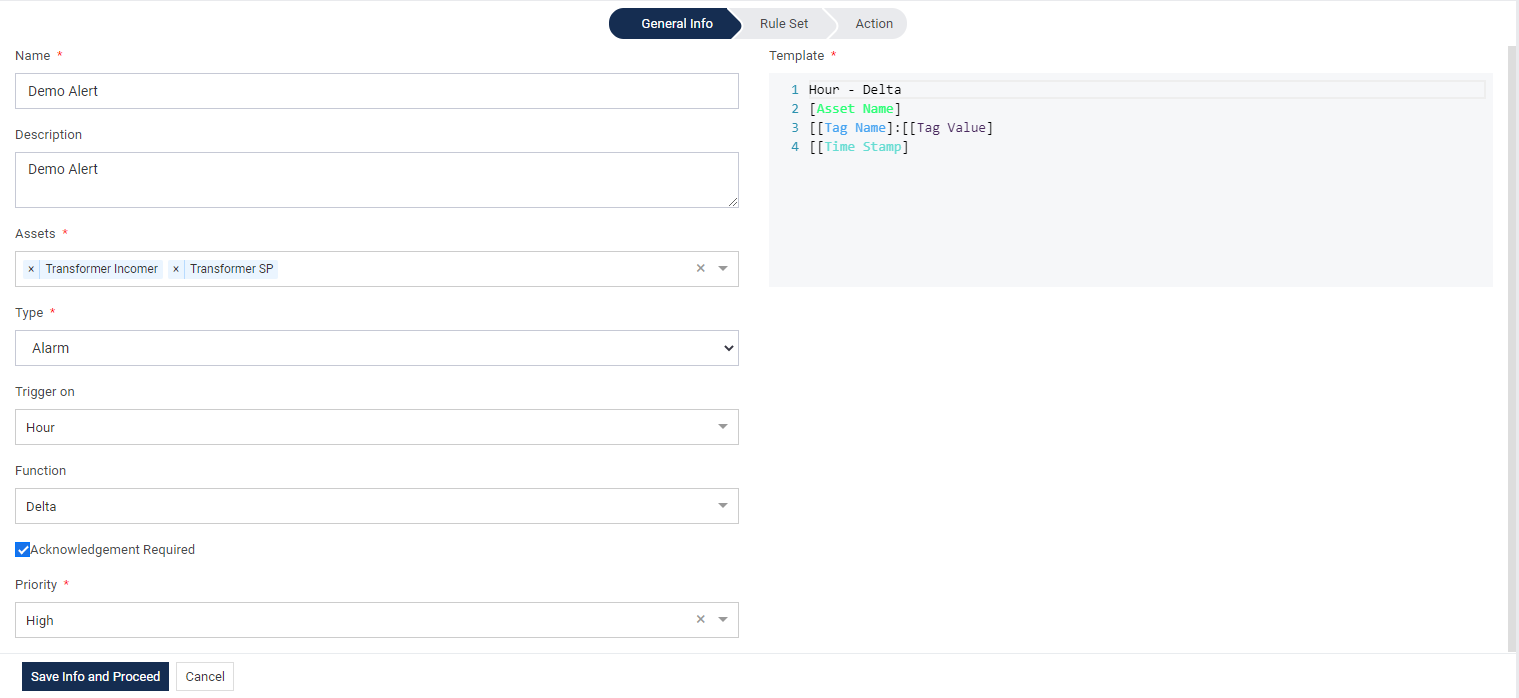 General Info
Rule Set
Action
Name *
Demo Alert
Description
Demo Alert
Assets *
× Transformer Incomer × Transformer SP ×
Type *
Alarm
Trigger on
Hour
Function
Delta
Acknowledgement Required
Priority *
High ×
Template *
1 Hour - Delta
2 [Asset Name]
3 [[Tag Name]:[[Tag Value]
4 [[Time Stamp]
Save Info and Proceed
Cancel